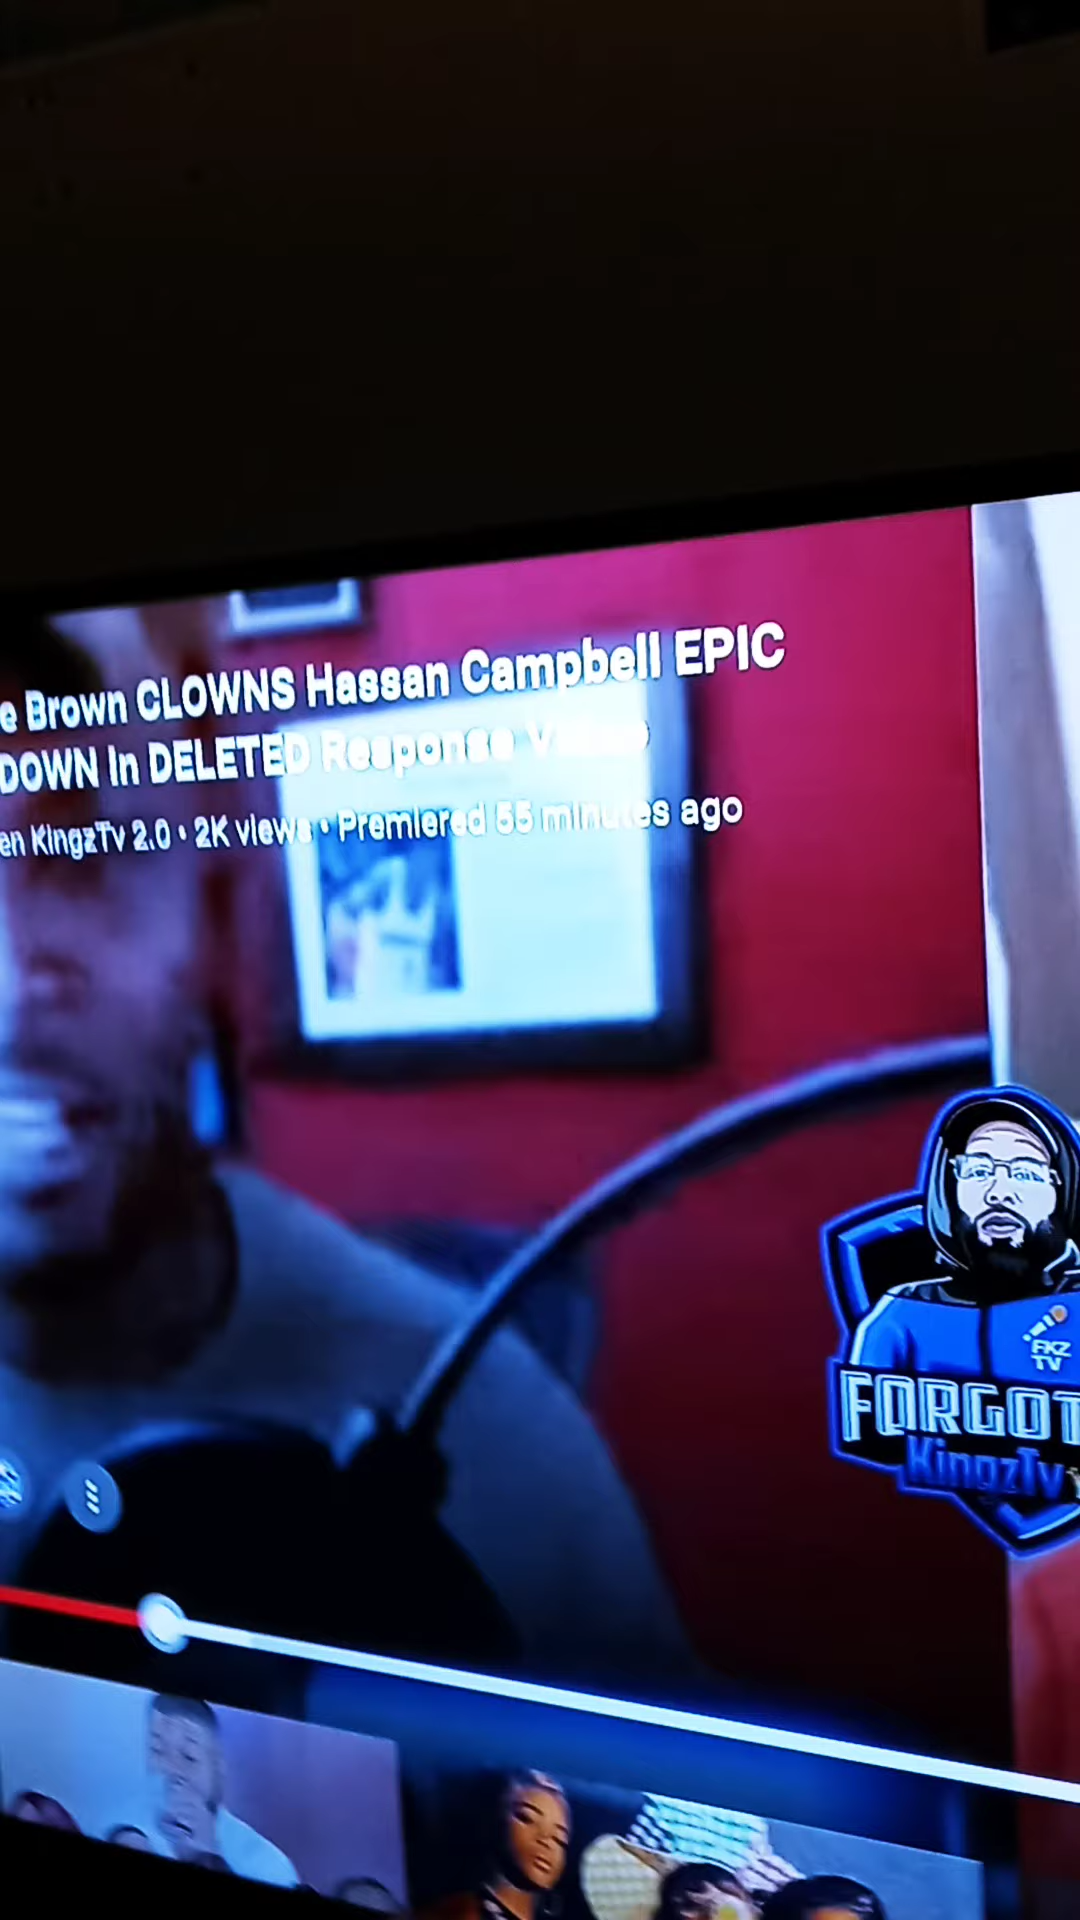 e Brown CLOWNS Hassan Campbell EPIC
DOWN In DELETED Response
en KingzTv 2.0 • 2K views • Premiered 55 minutes ago
FKZ
TV
FORGOT
KingzTv